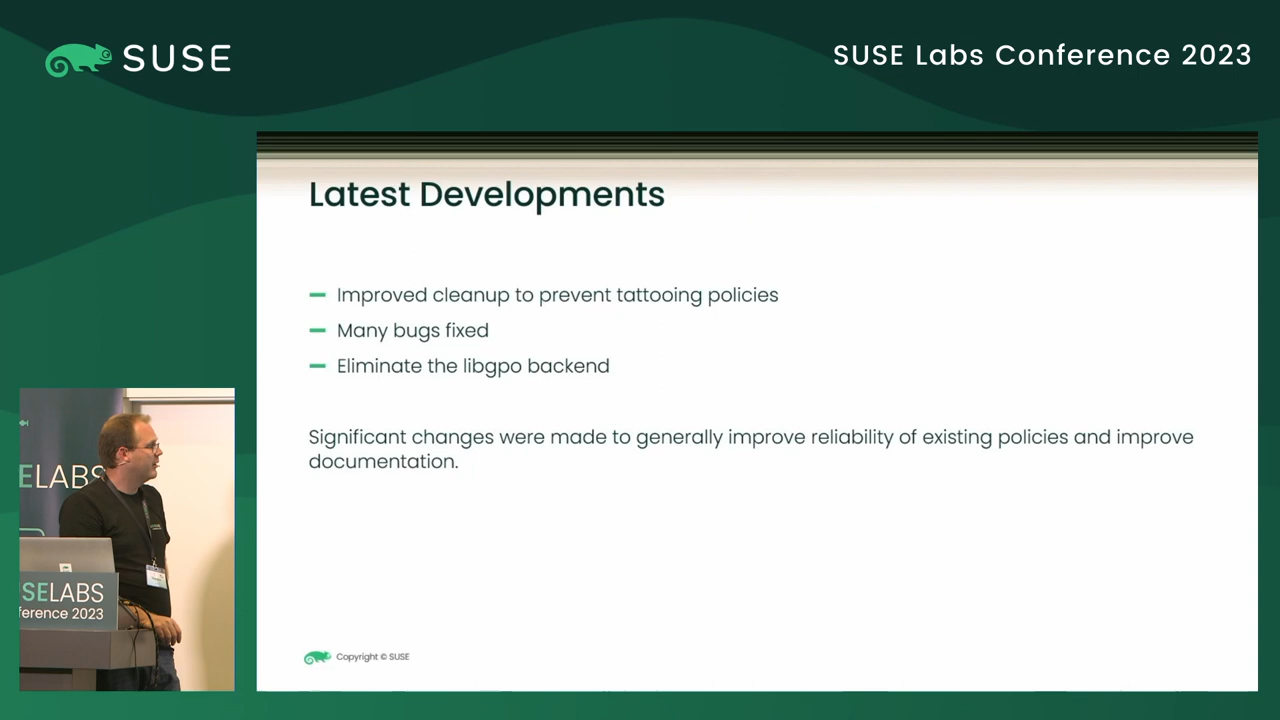 SUSE
SUSE Labs Conference 2023
Latest Developments
Improved cleanup to prevent tattooing policies
Many bugs fixed
Eliminate the libgpo backend
Significant changes were made to generally improve reliability of existing policies and improve
documentation.
ELABS
SELABS
ference 2023
Copyright © SUSE